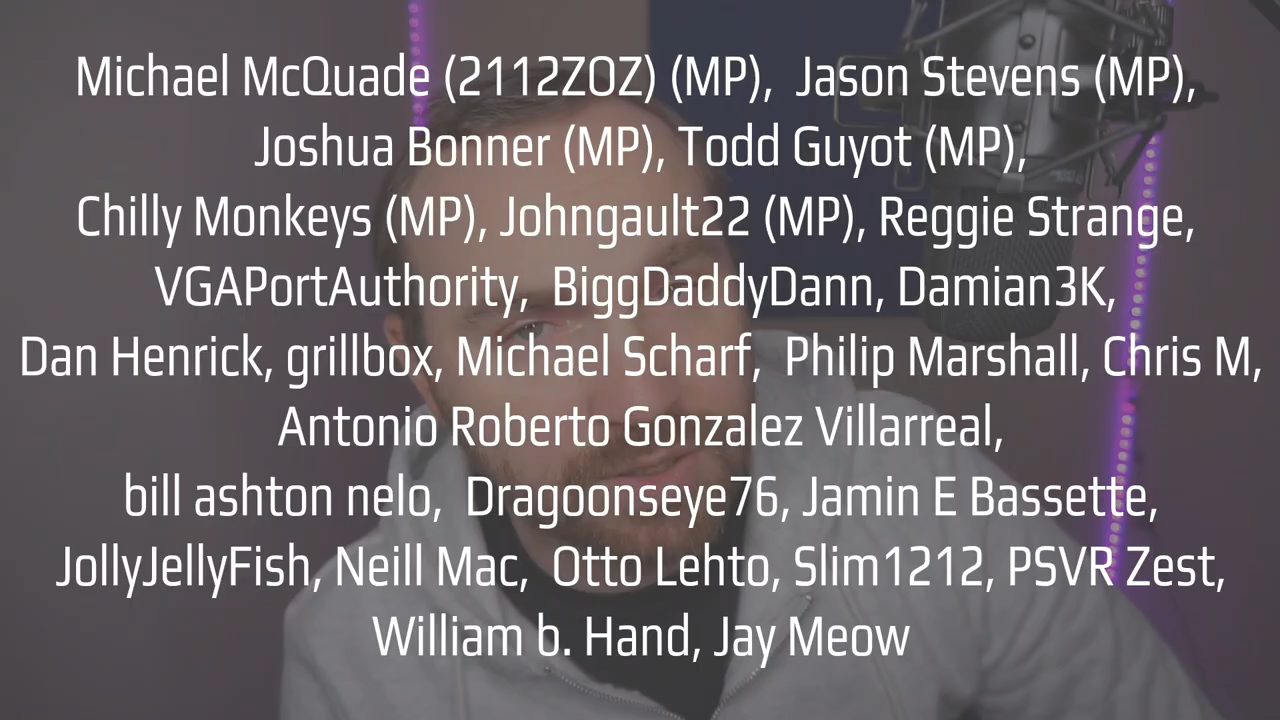 Michael McQuade (2112ZOZ) (MP), Jason Stevens (MP),
Joshua Bonner (MP), Todd Guyot (MP),
Chilly Monkeys (MP), Johngault22 (MP), Reggie Strange,
VGAPortAuthority, BiggDaddyDann, Damian3K,
Dan Henrick, grillbox, Michael Scharf, Philip Marshall, Chris M,
Antonio Roberto Gonzalez Villarreal,
bill ashton nelo, Dragoonseye76, Jamin E Bassette,
JollyJellyFish, Neill Mac, Otto Lehto, Slim1212, PSVR Zest,
William b. Hand, Jay Meow